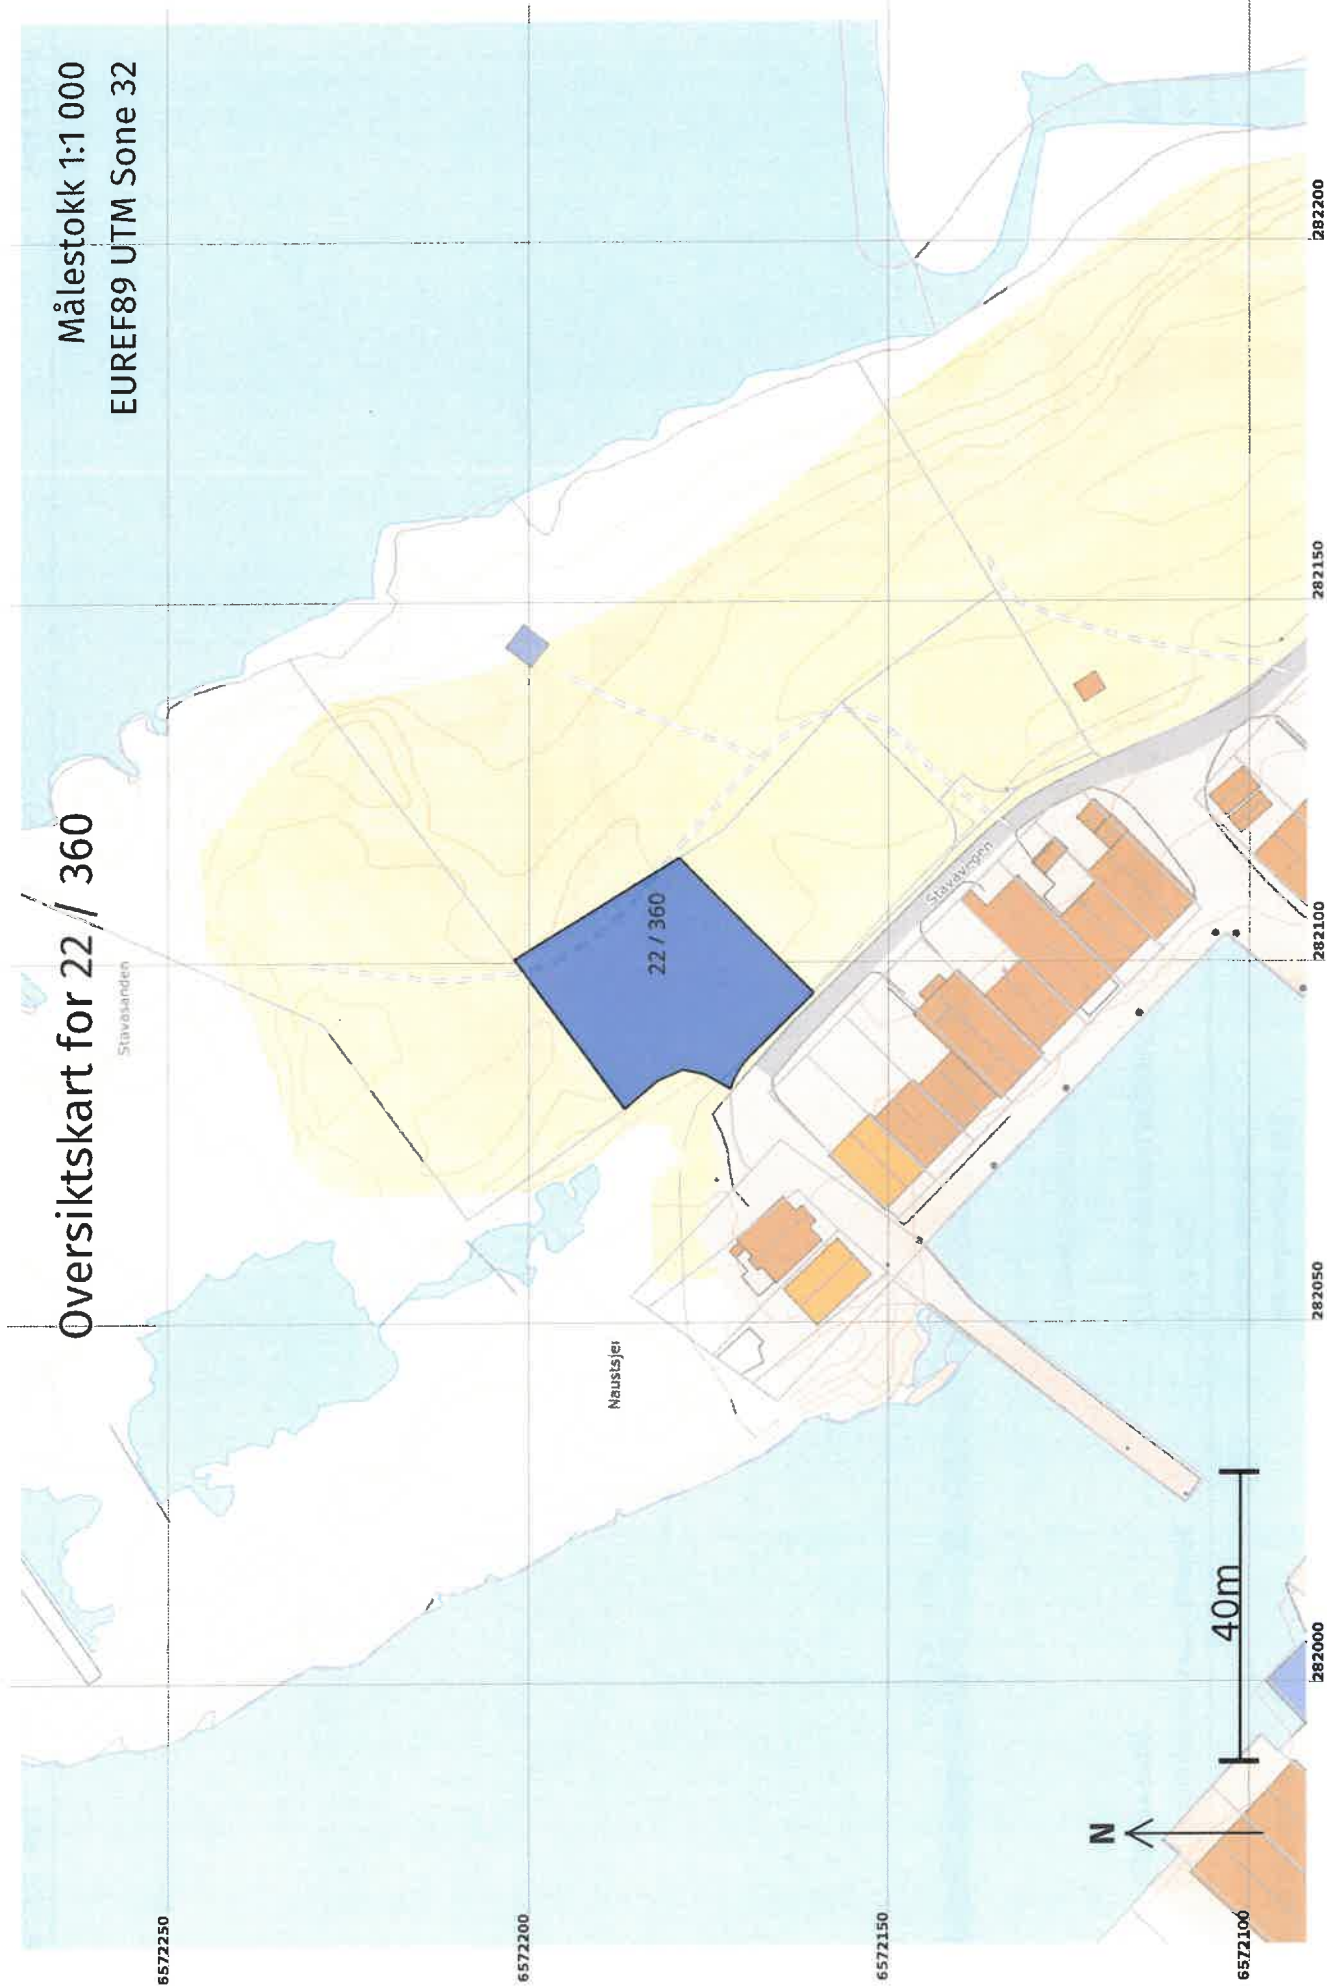 Oversiktskart for 22 / 360
Målestokk 1:1 000
EUREF89 UTM Sone 32
Stavasanden
6572250
6572200
22 / 360
Naustsjer
Stavavegen
6572150
N
40m
6572100
282000
282050
282100
282150
282200